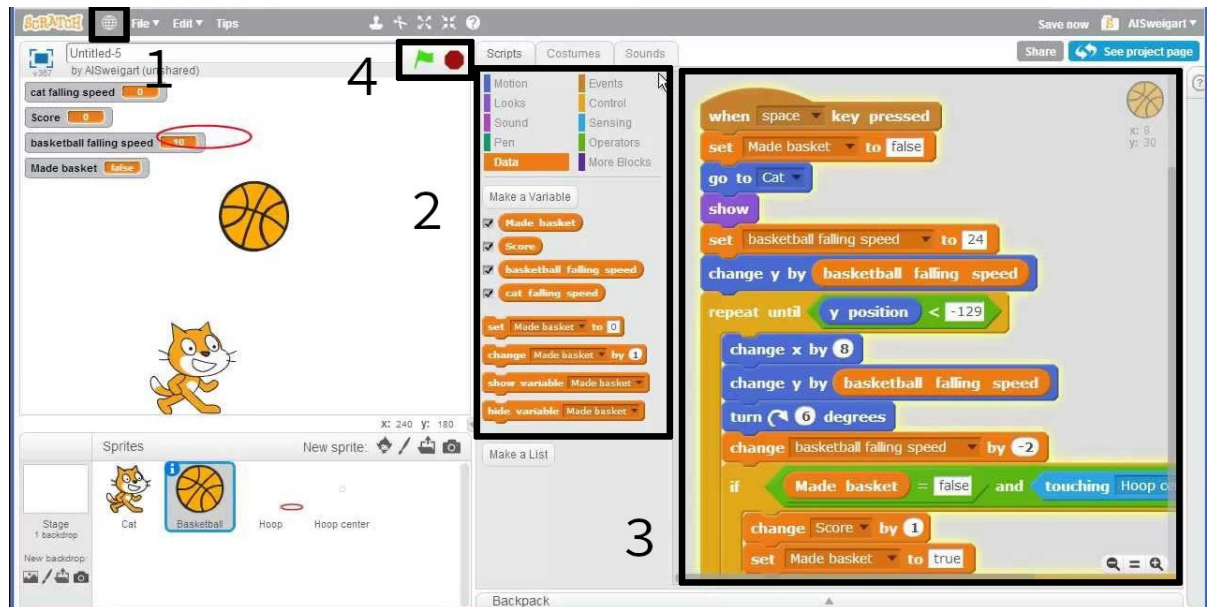 SCRATCH File Edit Tips Save now AlSweigart
1
4
Untitled-5
v387 by AlSweigart (unshared)
cat falling speed 0
Score 0
basketball falling speed 10
Made basket false
2
Scripts Costumes Sounds
Share See project page
Motion Events
Looks Control
Sound Sensing
Pen Operators
Data More Blocks
Make a Variable
Made basket
Score
basketball falling speed
cat falling speed
set Made basket to 0
change Made basket by 1
show variable Made basket
hide variable Made basket
Make a List
3
when space key pressed
set Made basket to false
go to Cat
show
set basketball falling speed to 24
change y by basketball falling speed
repeat until y position < -129
change x by 8
change y by basketball falling speed
turn 6 degrees
change basketball falling speed by -2
if Made basket = false and touching Hoop ce
change Score by 1
set Made basket to true
y: 30
x: 240 y: 180
Sprites New sprite:
Stage
1 backdrop
New backdrop:
Cat Basketball Hoop Hoop center
Backpack